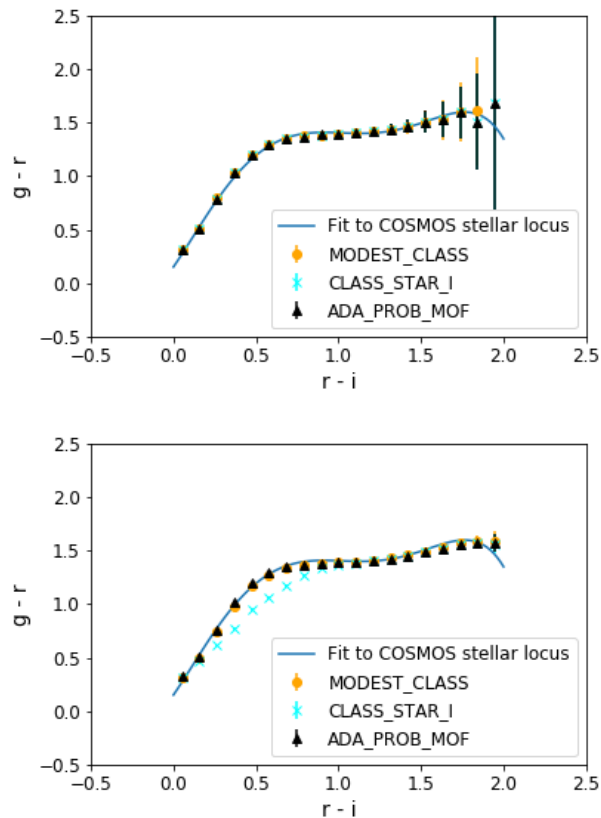 2.5
2.0
1.5
1.0
0.5
0.0
−0.5
g - r
Fit to COSMOS stellar locus
MODEST_CLASS
CLASS_STAR_I
ADA_PROB_MOF
−0.5 0.0 0.5 1.0 1.5 2.0 2.5
r - i
2.5
2.0
1.5
1.0
0.5
0.0
−0.5
g - r
Fit to COSMOS stellar locus
MODEST_CLASS
CLASS_STAR_I
ADA_PROB_MOF
−0.5 0.0 0.5 1.0 1.5 2.0 2.5
r - i